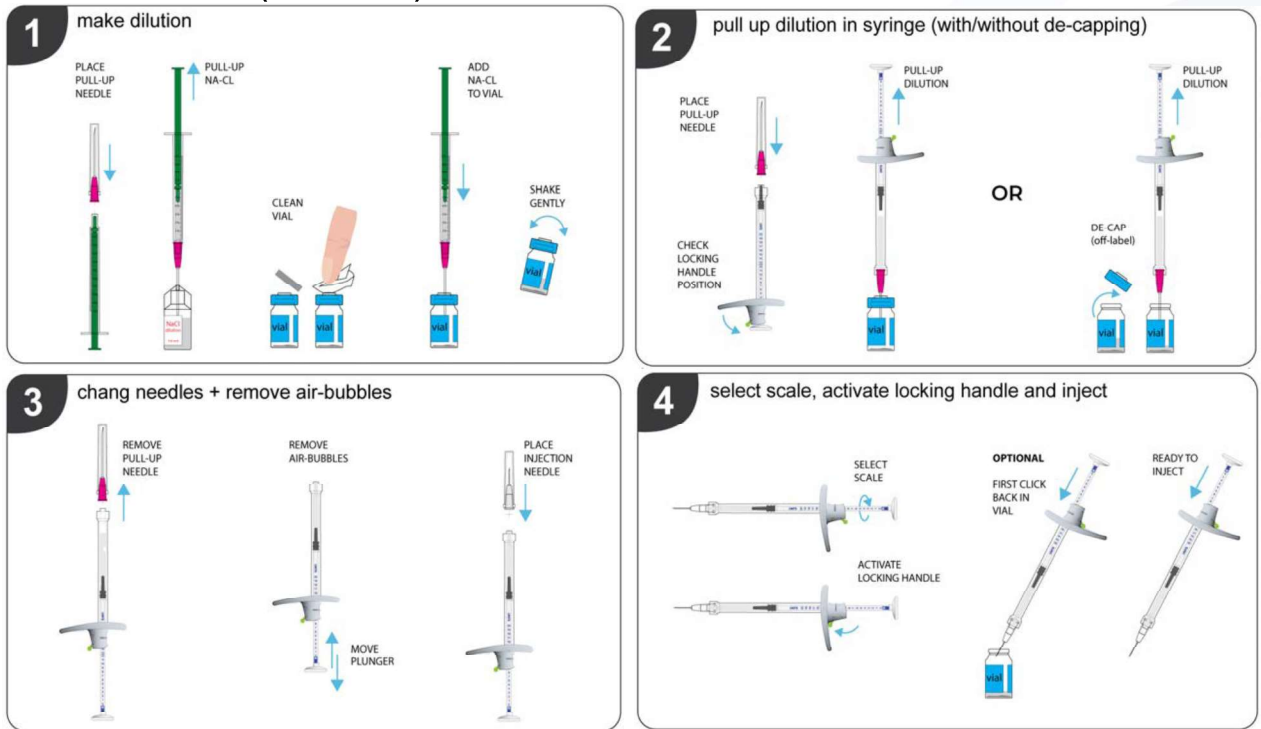 1
make dilution
PLACE
PULL-UP
NEEDLE
PULL-UP
NA-CL
CLEAN
VIAL
ADD
NA-CL
TO VIAL
SHAKE
GENTLY
NaCl
vial
vial
vial
vial
2
pull up dilution in syringe (with/without de-capping)
PLACE
PULL-UP
NEEDLE
CHECK
LOCKING
HANDLE
POSITION
PULL-UP
DILUTION
vial
OR
PULL-UP
DILUTION
DE CAP
(off-label)
vial
vial
3
chang needles + remove air-bubbles
REMOVE
PULL-UP
NEEDLE
REMOVE
AIR-BUBBLES
MOVE
PLUNGER
PLACE
INJECTION
NEEDLE
4
select scale, activate locking handle and inject
SELECT
SCALE
ACTIVATE
LOCKING HANDLE
OPTIONAL
FIRST CLICK
BACK IN
VIAL
vial
READY TO
INJECT